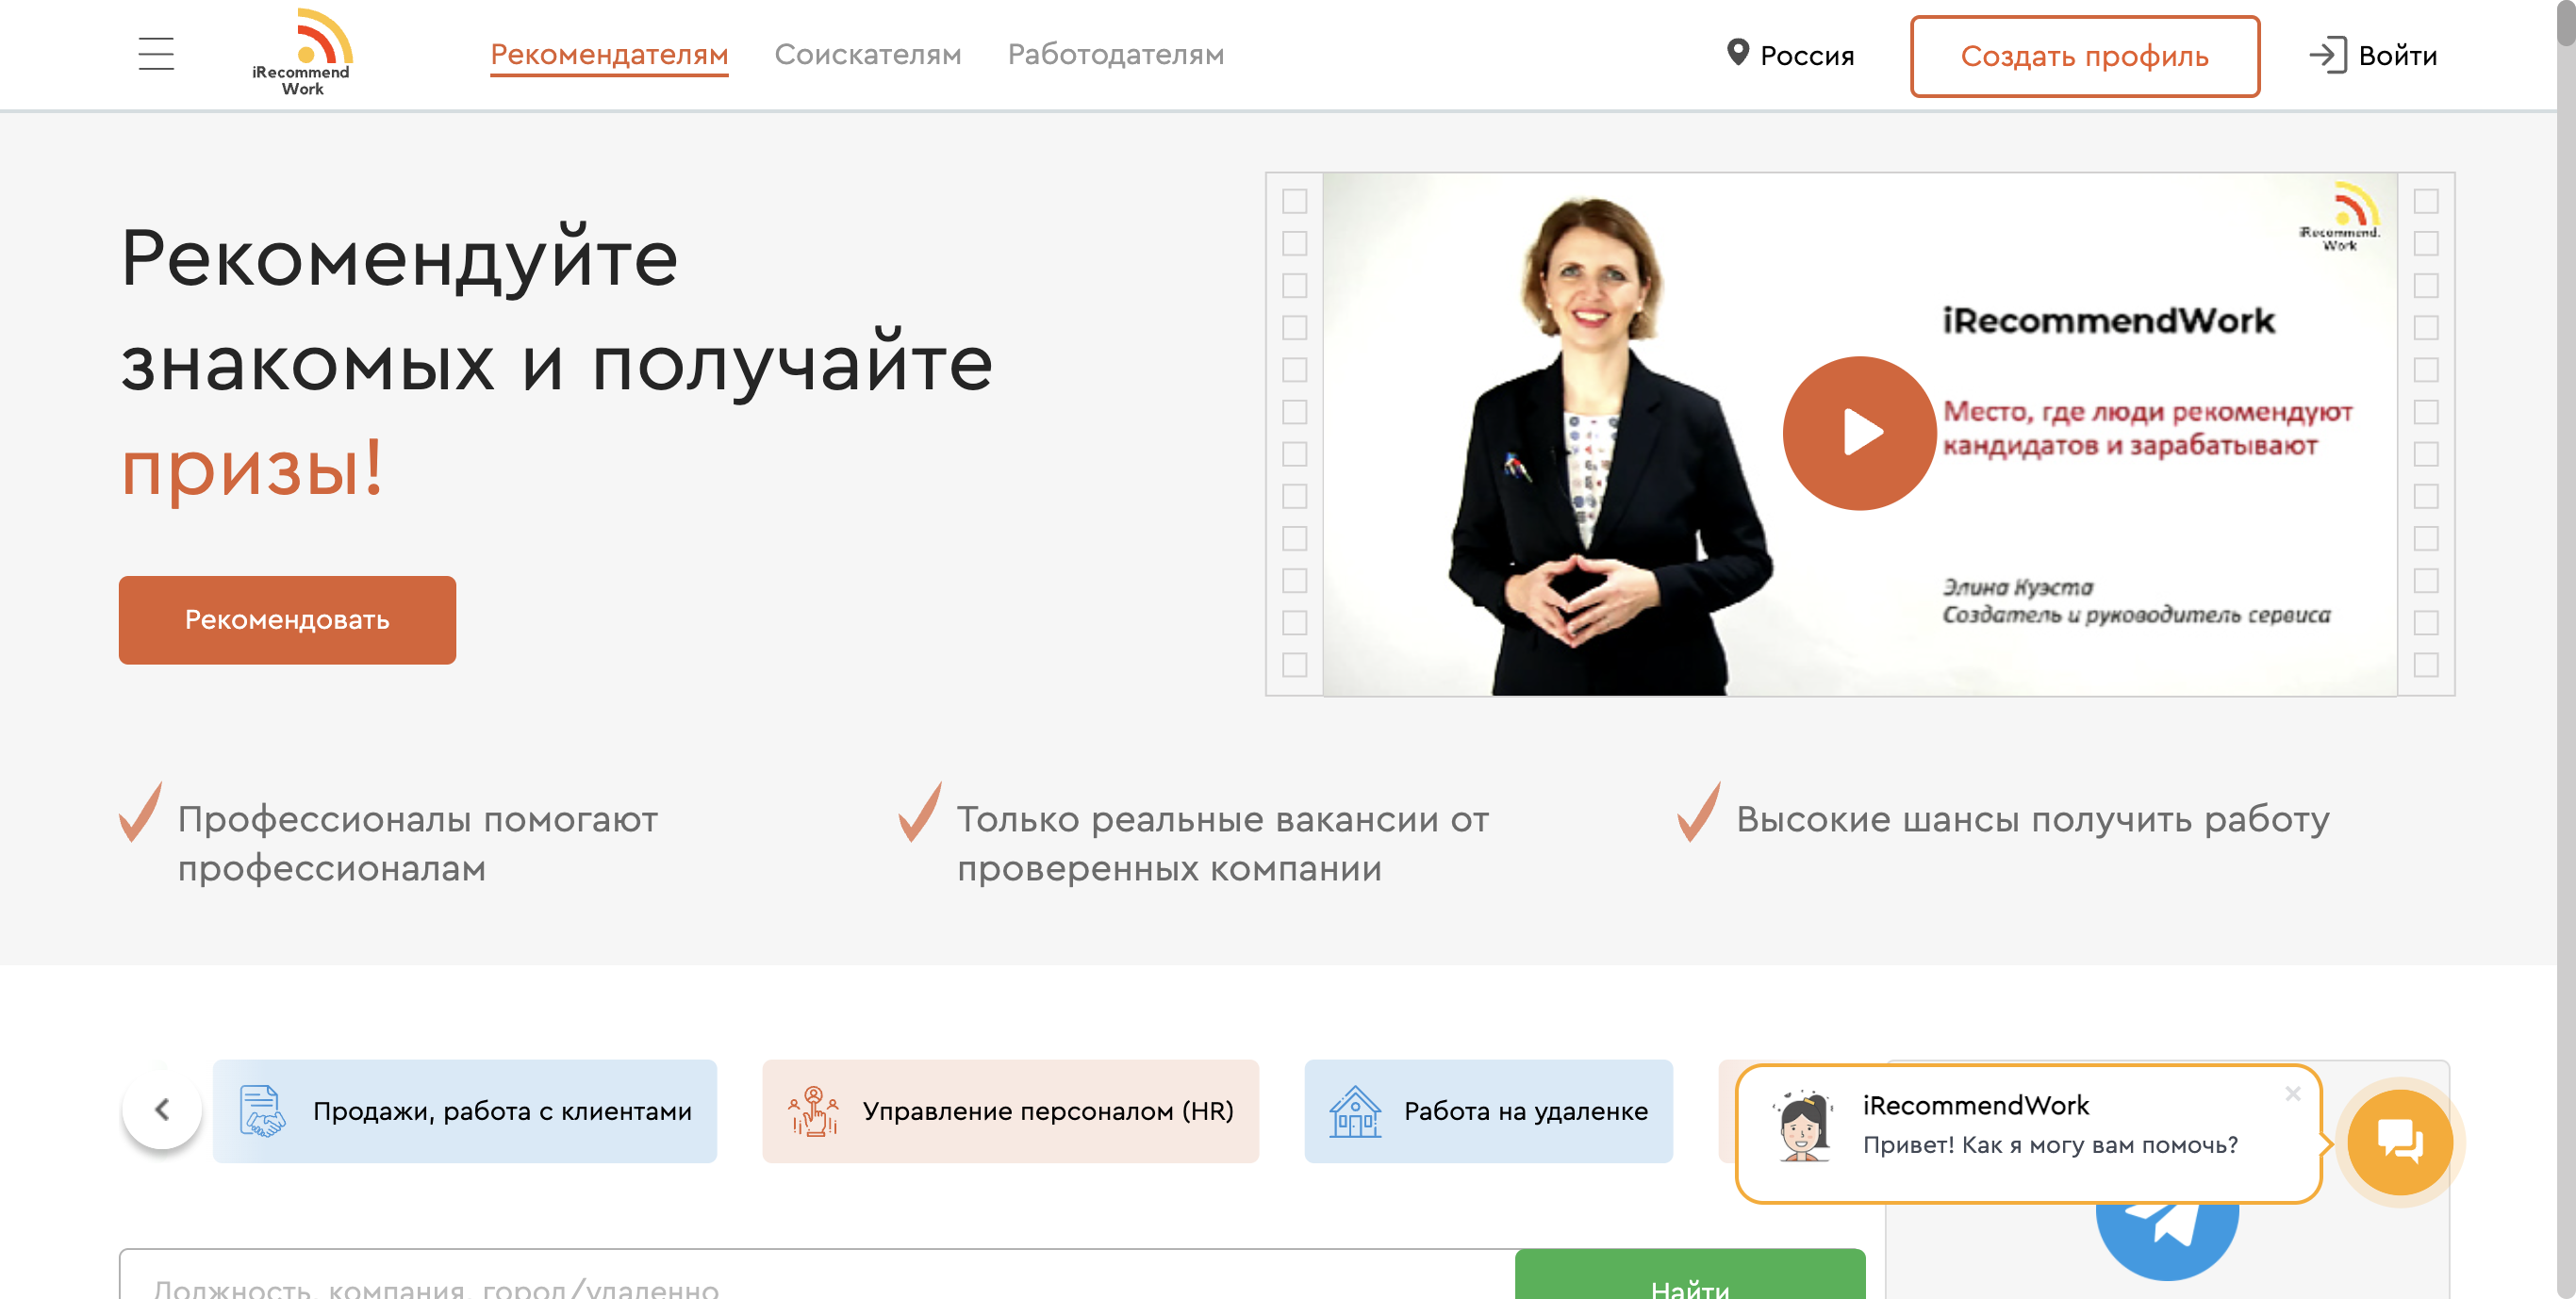 iRecommend
Work
Рекомендателям
Соискателям
Работодателям
Россия
Создать профиль
Войти
Рекомендуйте
знакомых и получайте
призы!
Рекомендовать
iRecommend.
Work
iRecommendWork
Место, где люди рекомендуют
кандидатов и зарабатывают
Элина Куэста
Создатель и руководитель сервиса
Профессионалы помогают
профессионалам
Только реальные вакансии от
проверенных компании
Высокие шансы получить работу
Продажи, работа с клиентами
Управление персоналом (HR)
Работа на удаленке
iRecommendWork
Привет! Как я могу вам помочь?
Должность, компания, город/удаленно
Найти